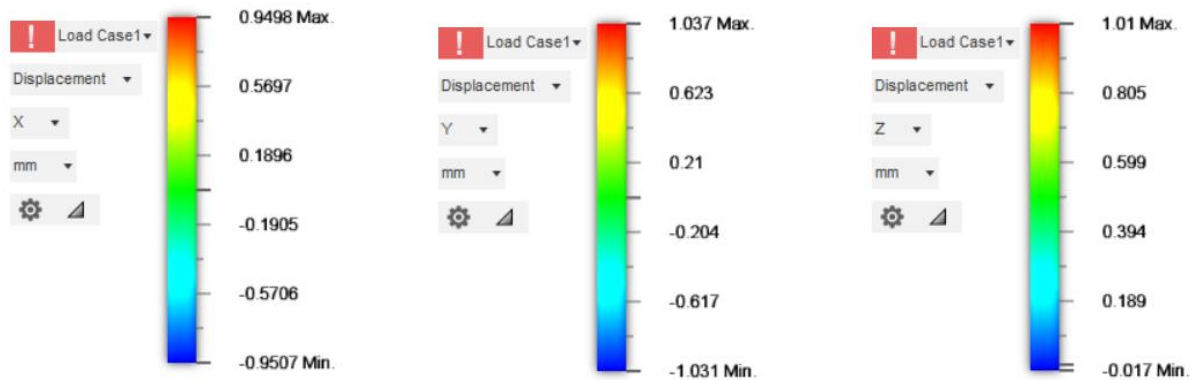 ! Load Case1
Displacement
X
mm
0.9498 Max.
0.5697
0.1896
-0.1905
-0.5706
-0.9507 Min.
! Load Case1
Displacement
Y
mm
1.037 Max.
0.623
0.21
-0.204
-0.617
-1.031 Min.
! Load Case1
Displacement
Z
mm
1.01 Max.
0.805
0.599
0.394
0.189
-0.017 Min.